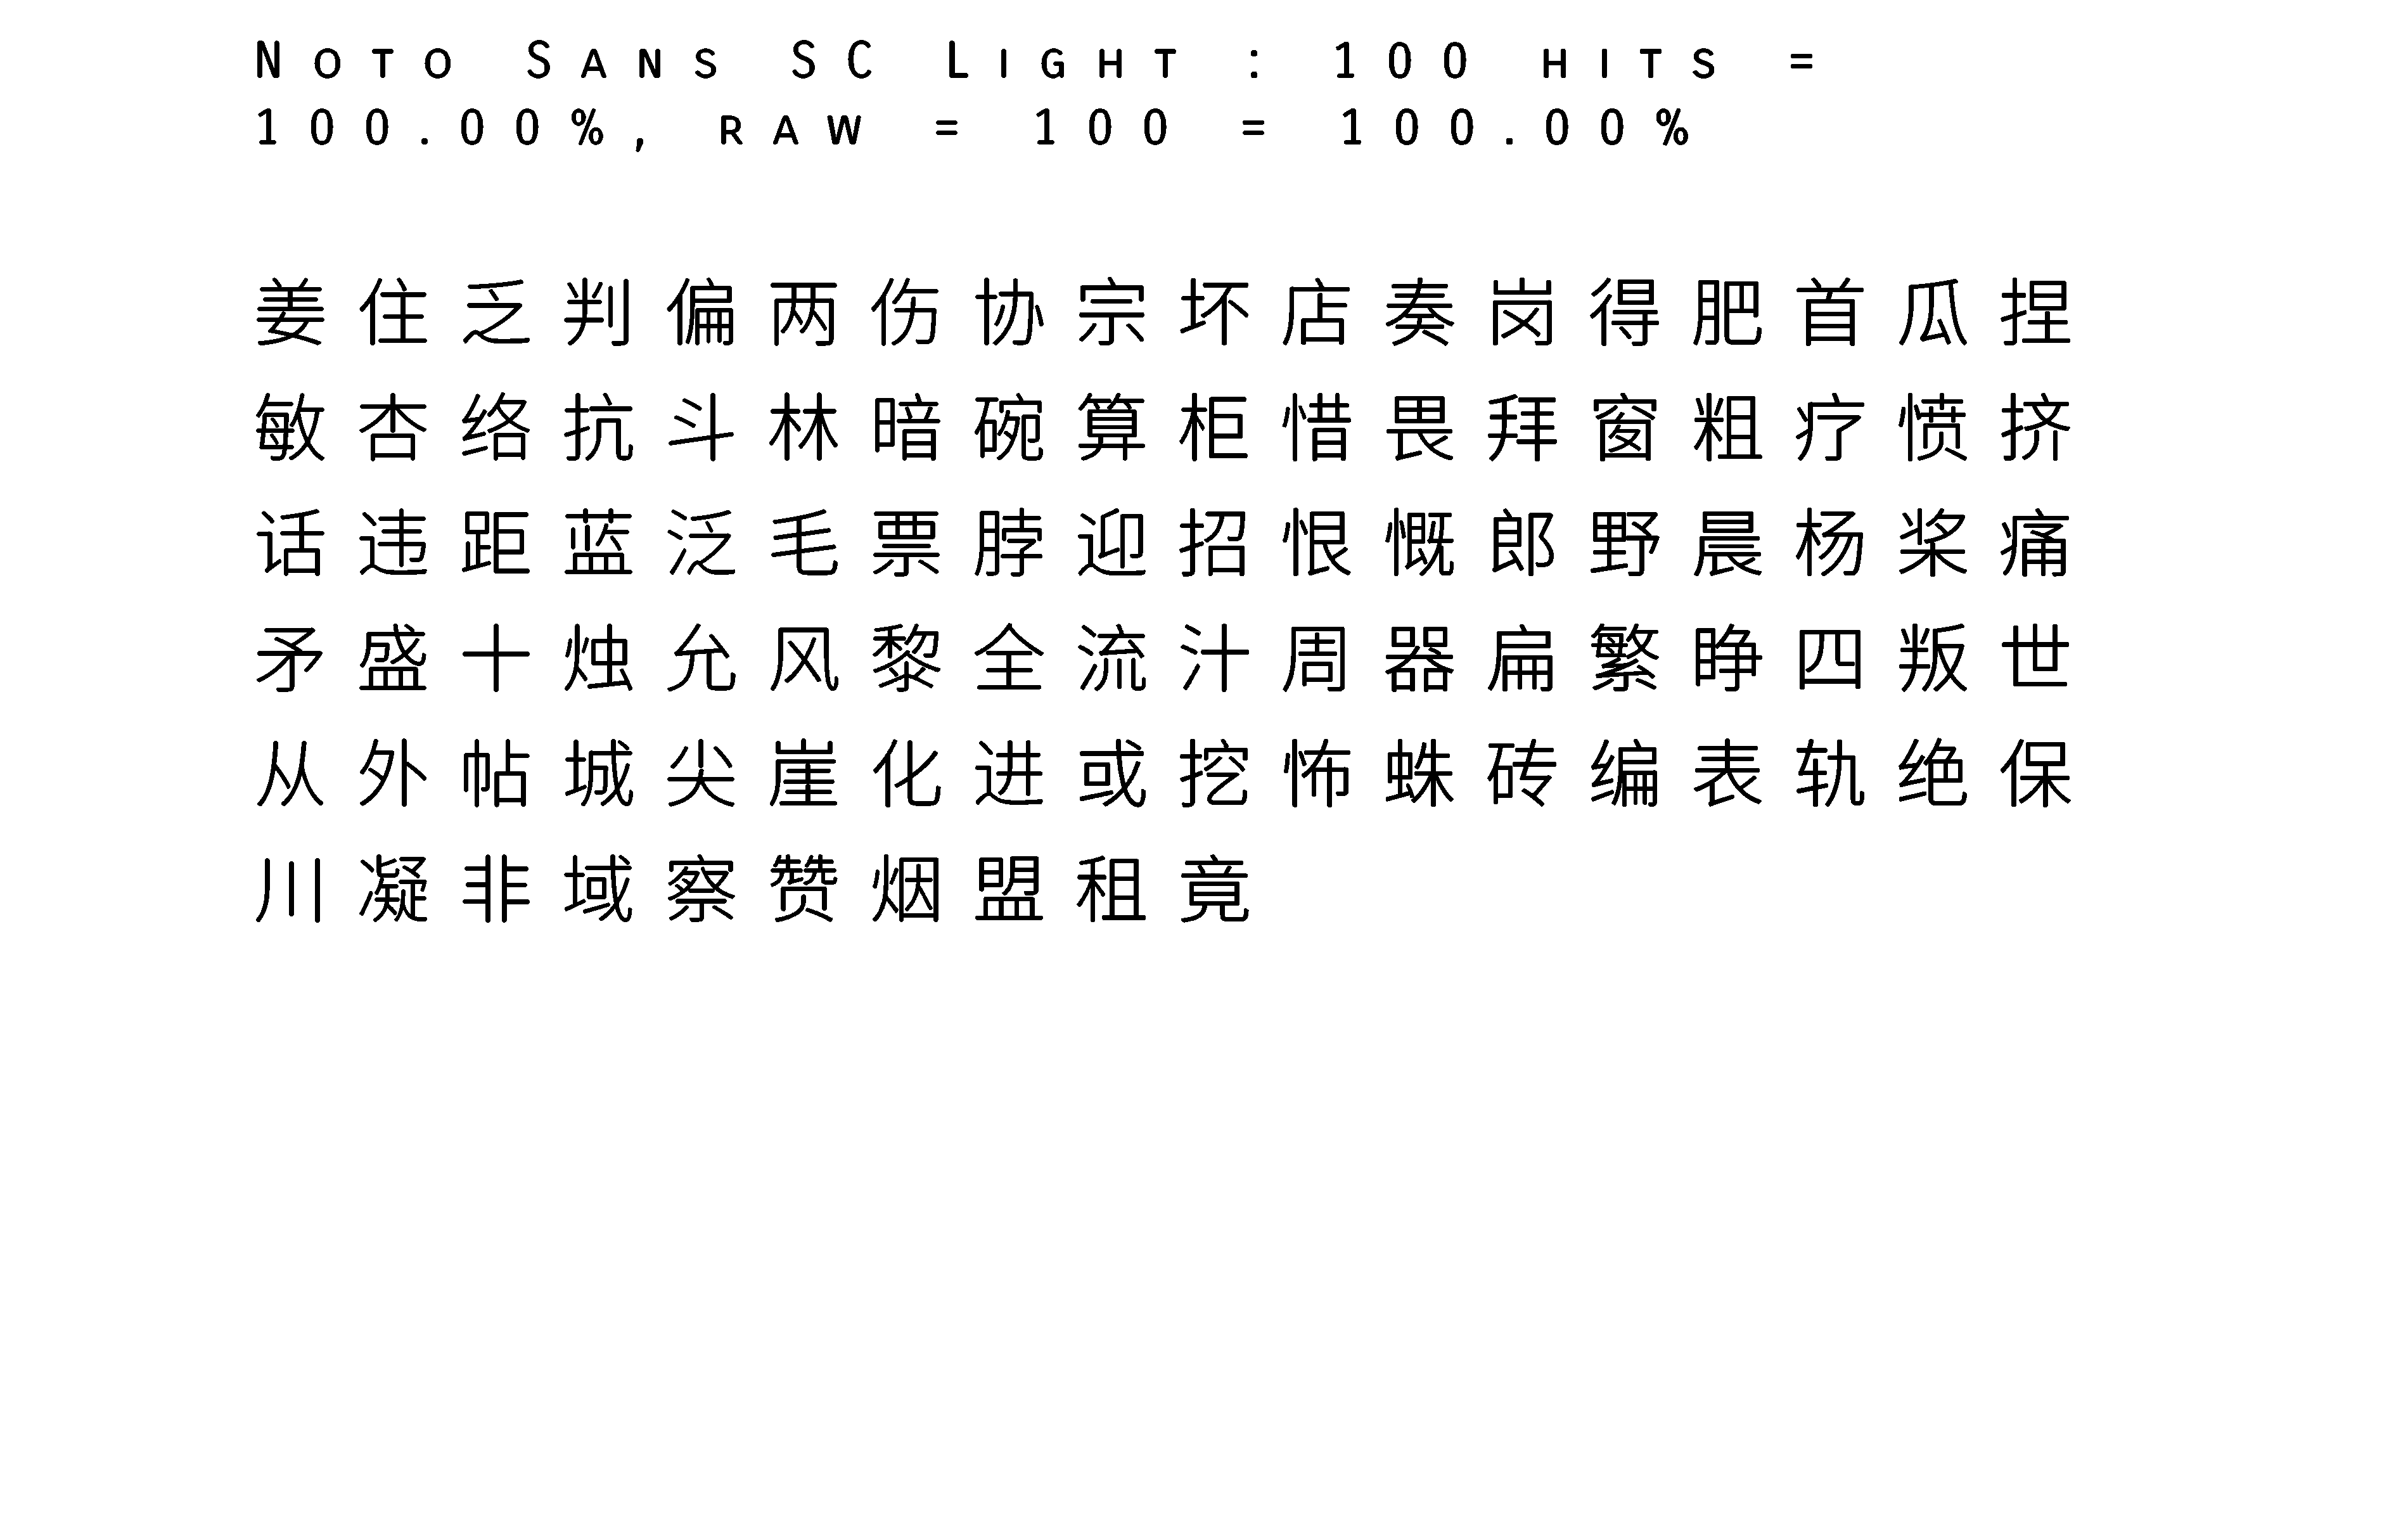 Noto Sans SC Light : 100 hits =
100.00%, raw = 100 = 100.00%
姜住乏判偏两伤协宗坏店奏岗得肥首瓜捏
敏杏络抗斗林暗碗算柜惜畏拜窗粗疗愤挤
话违距蓝泛毛票脖迎招恨慨郎野晨杨桨痛
矛盛十烛允风黎全流汁周器扁繁睁四叛世
从外帖城尖崖化进或挖怖蛛砖编表轨绝保
川凝非域察赞烟盟租竟